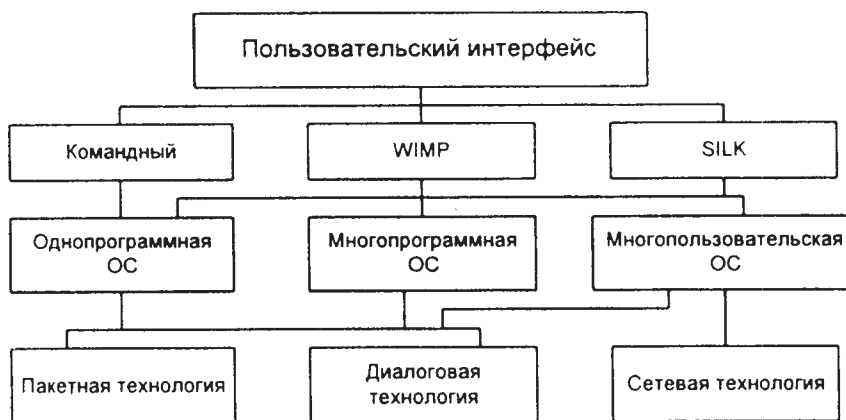 Пользовательский интерфейс
Командный
WIMP
SILK
Однопрограммная
ОС
Многопрограммная
ОС
Многопользовательская
ОС
Пакетная технология
Диалоговая
технология
Сетевая технология